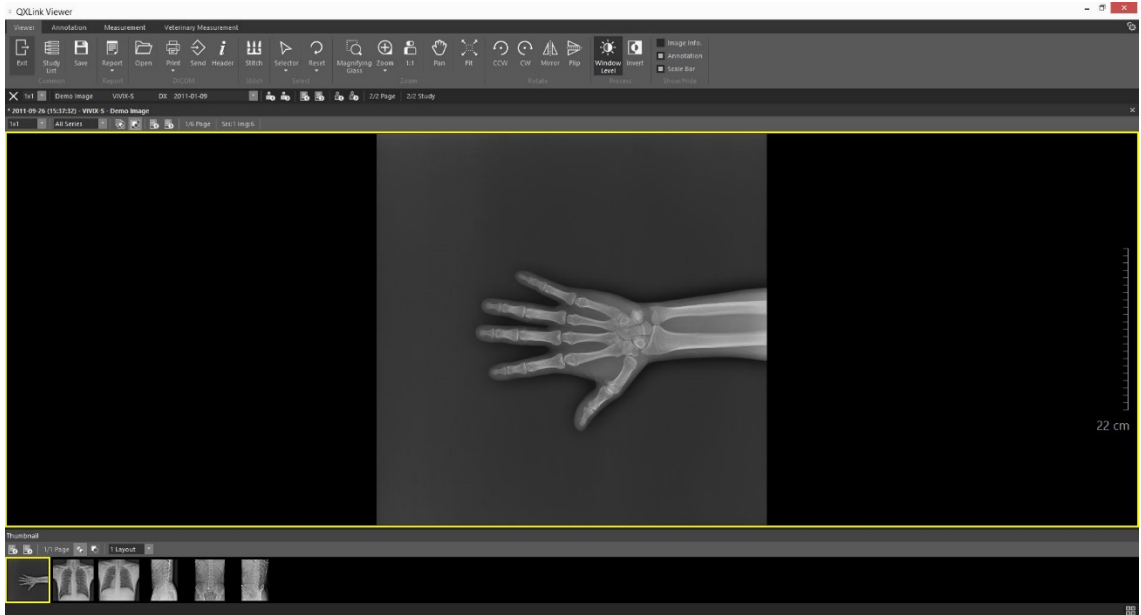 QXLink Viewer
Viewer Annotation Measurement Veterinary Measurement
Exit Study List Save Report Open Print Send Header Stitch Selector Reset Magnifying Glass Zoom 1:1 Pan Fit CCW CW Mirror Flip Window Level Invert
Image Info.
Annotation
Scale Bar
Common Report DICOM Stitch Select Zoom Rotate Process Show/Hide
1x1 Demo Image VIVIX-S DX 2011-01-09 2/2 Page 2/2 Study
* 2011-09-26 (15:37:32) - VIVIX-S - Demo Image
1x1 All Series 1/6 Page Ses:1 Img:6
22 cm
Thumbnail
1/1 Page 1 Layout